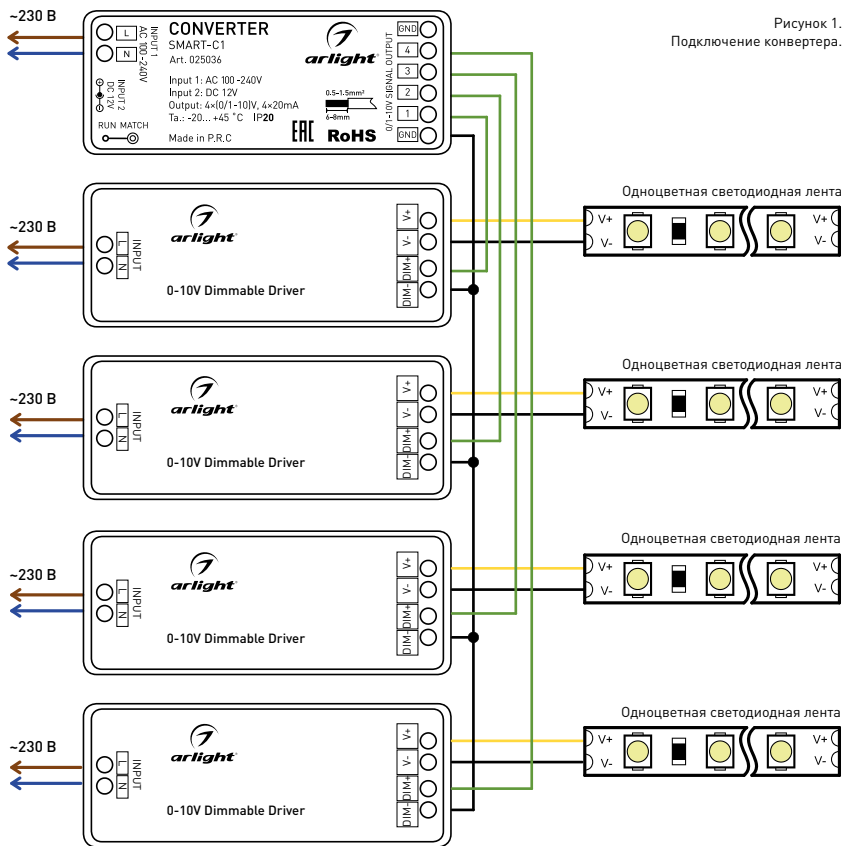 Рисунок 1.
Подключение конвертера.
~230 В
L
N
INPUT 1
AC 100-240V
INPUT 2
DC 12V
RUN MATCH
CONVERTER
SMART-C1
Art. 025036
Input 1: AC 100-240V
Input 2: DC 12V
Output: 4×(0/1-10)V, 4×20mA
Ta.: -20... +45 ˚C IP20
Made in P.R.C
arlight
0.5-1.5mm²
6-8mm
EAC RoHS
0/1-10V SIGNAL OUTPUT
GND
4
3
2
1
GND
~230 В
L
N
INPUT
arlight
0-10V Dimmable Driver
V+
V-
DIM+
DIM-
Одноцветная светодиодная лента
V+ V+
V- V-
~230 В
L
N
INPUT
arlight
0-10V Dimmable Driver
V+
V-
DIM+
DIM-
Одноцветная светодиодная лента
V+ V+
V- V-
~230 В
L
N
INPUT
arlight
0-10V Dimmable Driver
V+
V-
DIM+
DIM-
Одноцветная светодиодная лента
V+ V+
V- V-
~230 В
L
N
INPUT
arlight
0-10V Dimmable Driver
V+
V-
DIM+
DIM-
Одноцветная светодиодная лента
V+ V+
V- V-